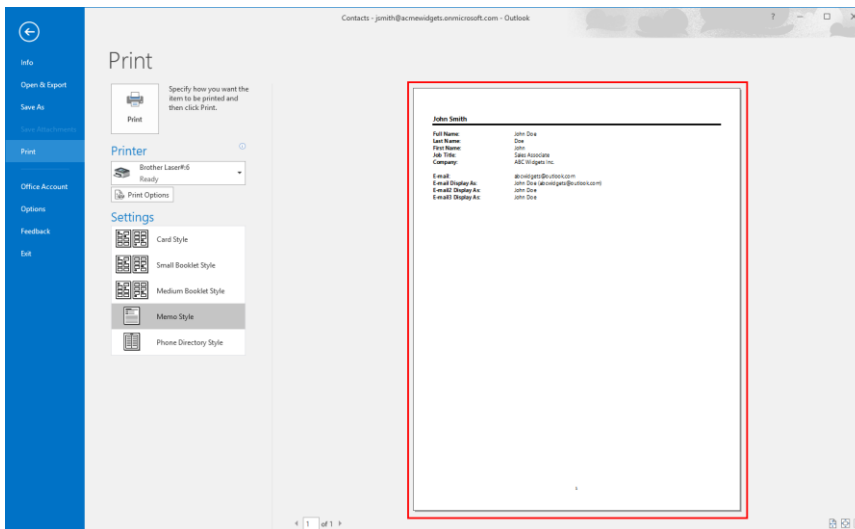 Contacts - jsmith@acmewidgets.onmicrosoft.com - Outlook
?
Info
Open & Export
Save As
Save Attachments
Print
Office Account
Options
Feedback
Exit
Print
Print
Specify how you want the
item to be printed and
then click Print.
Printer
Brother Laser#:6
Ready
Print Options
Settings
Card Style
Small Booklet Style
Medium Booklet Style
Memo Style
Phone Directory Style
John Smith
Full Name: John Doe
Last Name: Doe
First Name: John
Job Title: Sales Associate
Company: ABC Widgets Inc.
E-mail: abcwidgets@outlook.com
E-mail Display As: John Doe (abcwidgets@outlook.com)
E-mail2 Display As: John Doe
E-mail3 Display As: John Doe
1
1 of 1